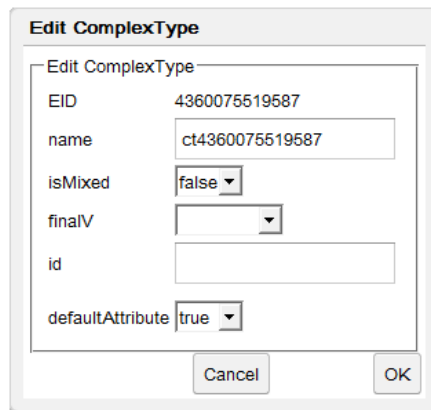 Edit ComplexType
Edit ComplexType
EID 4360075519587
name ct4360075519587
isMixed false
finalV
id
defaultAttribute true
Cancel OK